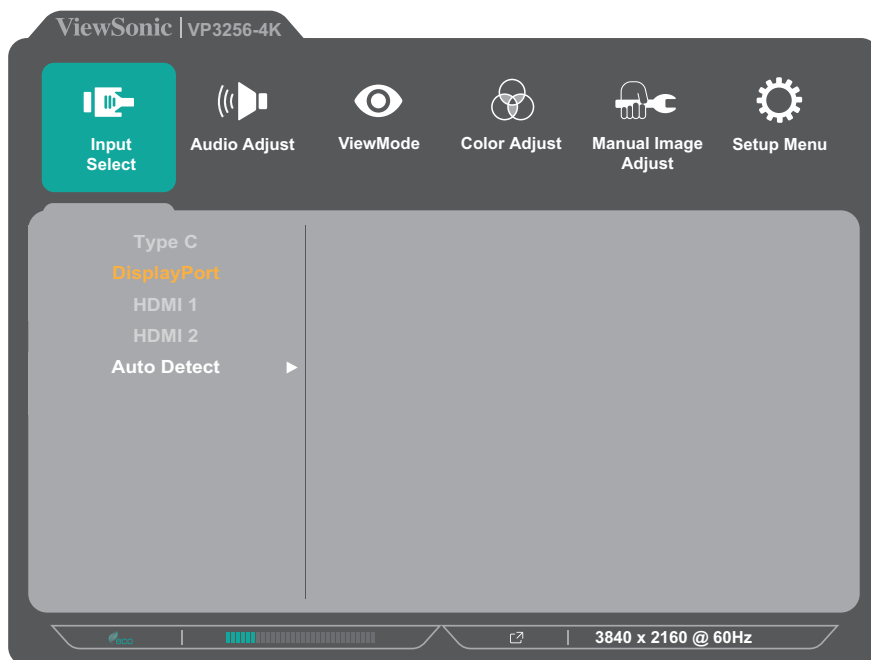 ViewSonic | VP3256-4K
Input
Select
Audio Adjust
ViewMode
Color Adjust
Manual Image
Adjust
Setup Menu
Type C
DisplayPort
HDMI 1
HDMI 2
Auto Detect
eco
3840 x 2160 @ 60Hz